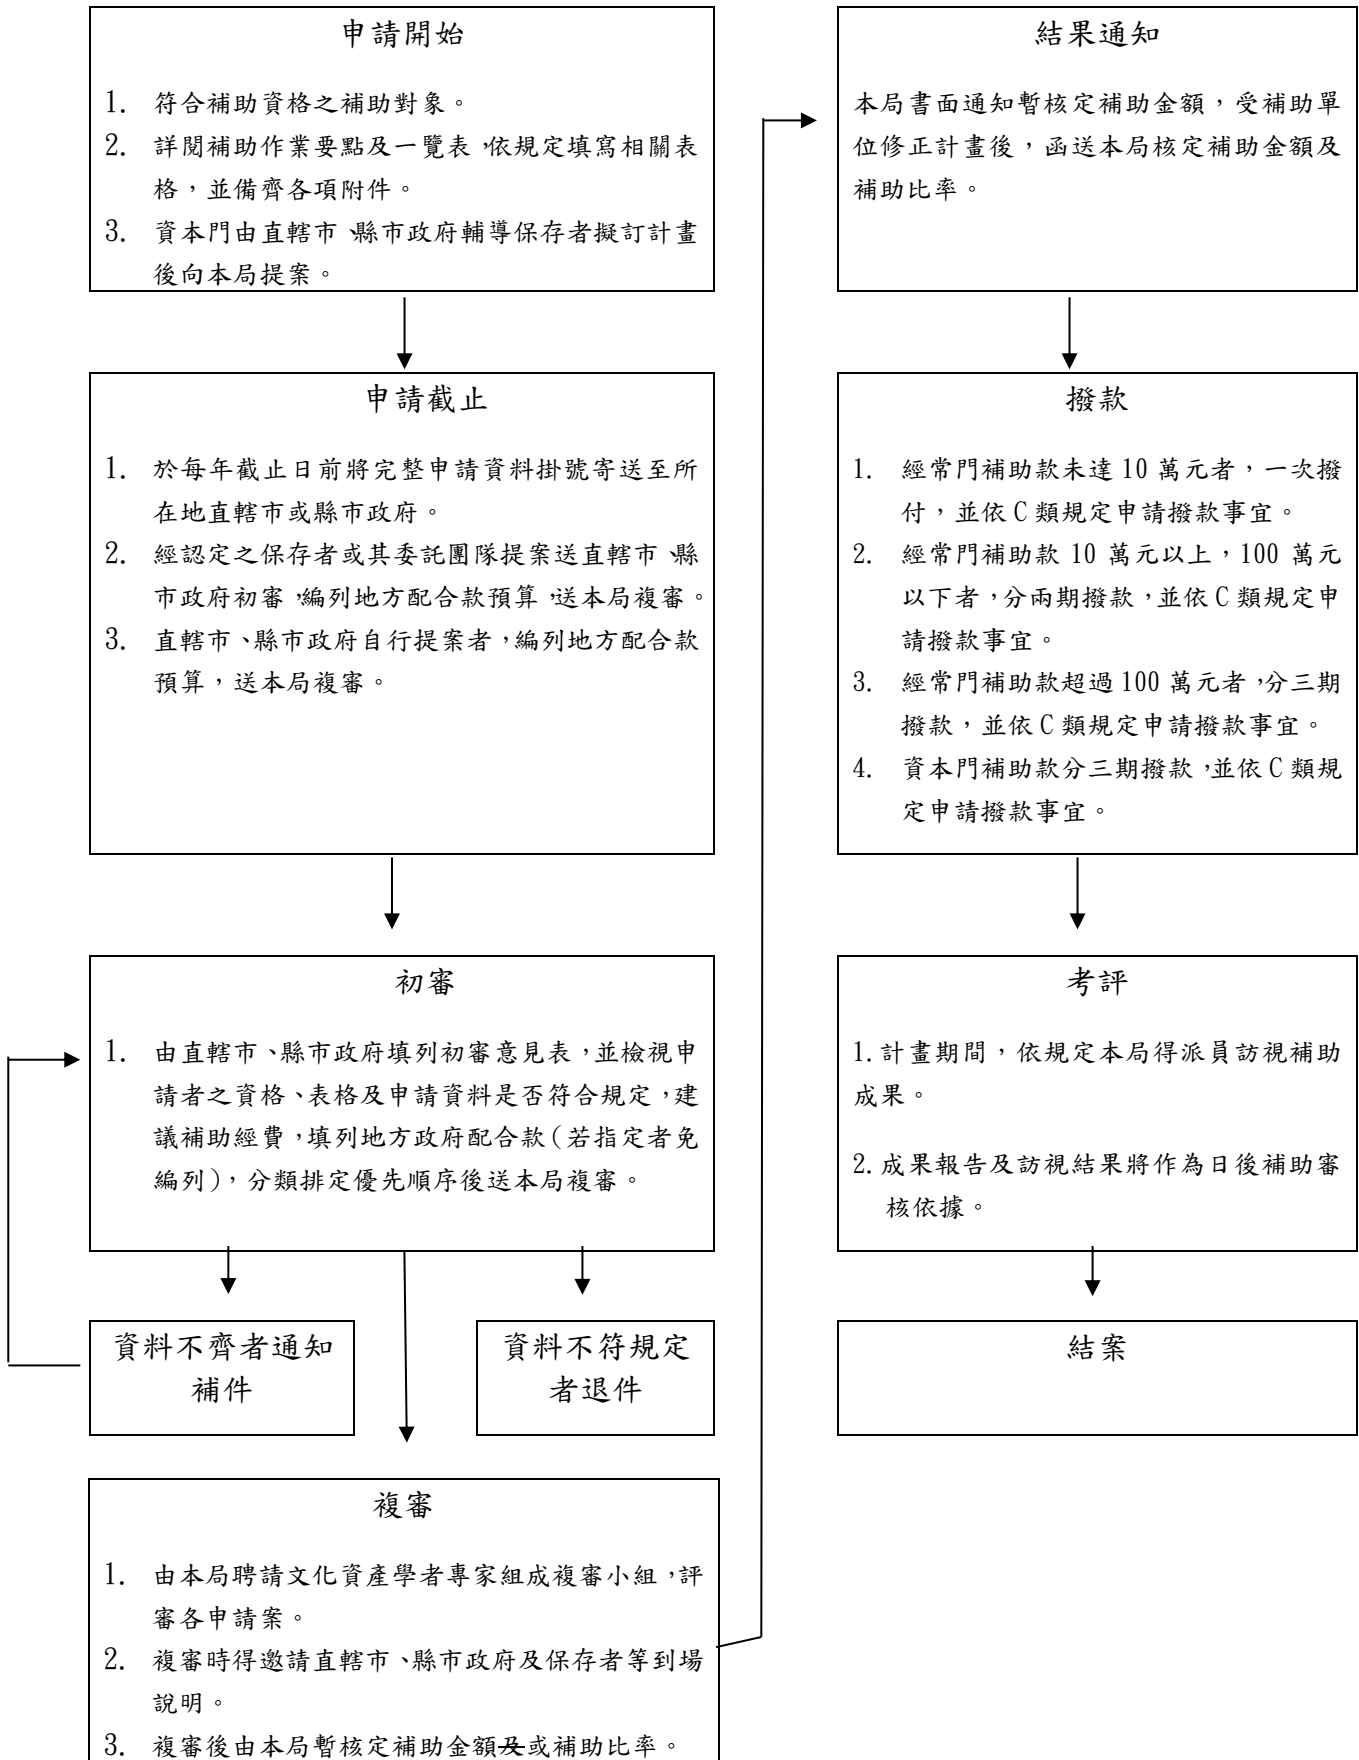 申請開始
1. 符合補助資格之補助對象。
2. 詳閱補助作業要點及一覽表,依規定填寫相關表
格，並備齊各項附件。
3. 資本門由直轄市、縣市政府輔導保存者擬訂計畫
後向本局提案。
申請截止
1. 於每年截止日前將完整申請資料掛號寄送至所
在地直轄市或縣市政府。
2. 經認定之保存者或其委託團隊提案送直轄市、縣
市政府初審，編列地方配合款預算，送本局複審。
3. 直轄市、縣市政府自行提案者，編列地方配合款
預算，送本局複審。
初審
1. 由直轄市、縣市政府填列初審意見表，並檢視申
請者之資格、表格及申請資料是否符合規定，建
議補助經費，填列地方政府配合款(若指定者免
編列)，分類排定優先順序後送本局複審。
資料不齊者通知
補件
資料不符規定
者退件
複審
1. 由本局聘請文化資產學者專家組成複審小組，評
審各申請案。
2. 複審時得邀請直轄市、縣市政府及保存者等到場
說明。
3. 複審後由本局暫核定補助金額及或補助比率。
結果通知
本局書面通知暫核定補助金額，受補助單
位修正計畫後，函送本局核定補助金額及
補助比率。
撥款
1. 經常門補助款未達 10 萬元者，一次撥
付，並依 C 類規定申請撥款事宜。
2. 經常門補助款 10 萬元以上，100 萬元
以下者，分兩期撥款，並依 C 類規定申
請撥款事宜。
3. 經常門補助款超過 100 萬元者，分三期
撥款，並依 C 類規定申請撥款事宜。
4. 資本門補助款分三期撥款，並依 C 類規
定申請撥款事宜。
考評
1.計畫期間，依規定本局得派員訪視補助
成果。
2.成果報告及訪視結果將作為日後補助審
核依據。
結案